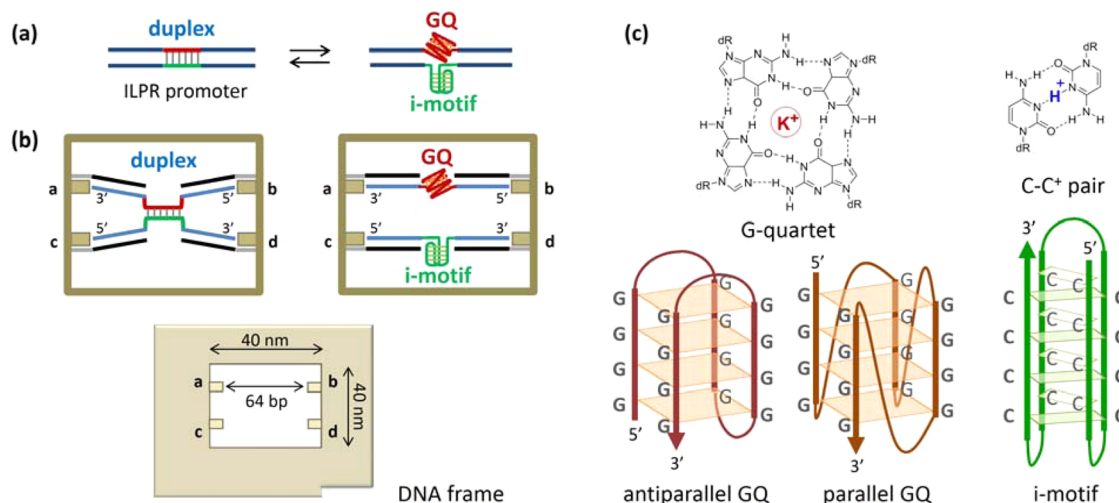 (a)
duplex
ILPR promoter
GQ
i-motif
(b)
duplex
a
b
3’
5’
5’
3’
c
d
GQ
a
b
3’
5’
5’
3’
c
d
i-motif
40 nm
a
b
64 bp
40 nm
c
d
DNA frame
(c)
dR
N
N
N
N
H
H
O
N
N
N
N
H
H
O
dR
K⁺
H
N
H
N
N
O
N
N
dR
O
H
N
N
N
N
N
H
H
dR
G-quartet
dR
N
O
H
N
H
H⁺
N
N
N
H
H
O
N
dR
C-C⁺ pair
5’
3’
G G
G G
G G
G G
G G
G G
G G
G G
antiparallel GQ
5’
3’
G G
G G
G G
G G
G G
G G
G G
G G
parallel GQ
3’
5’
C C C
C C C
C C C
C C C
i-motif